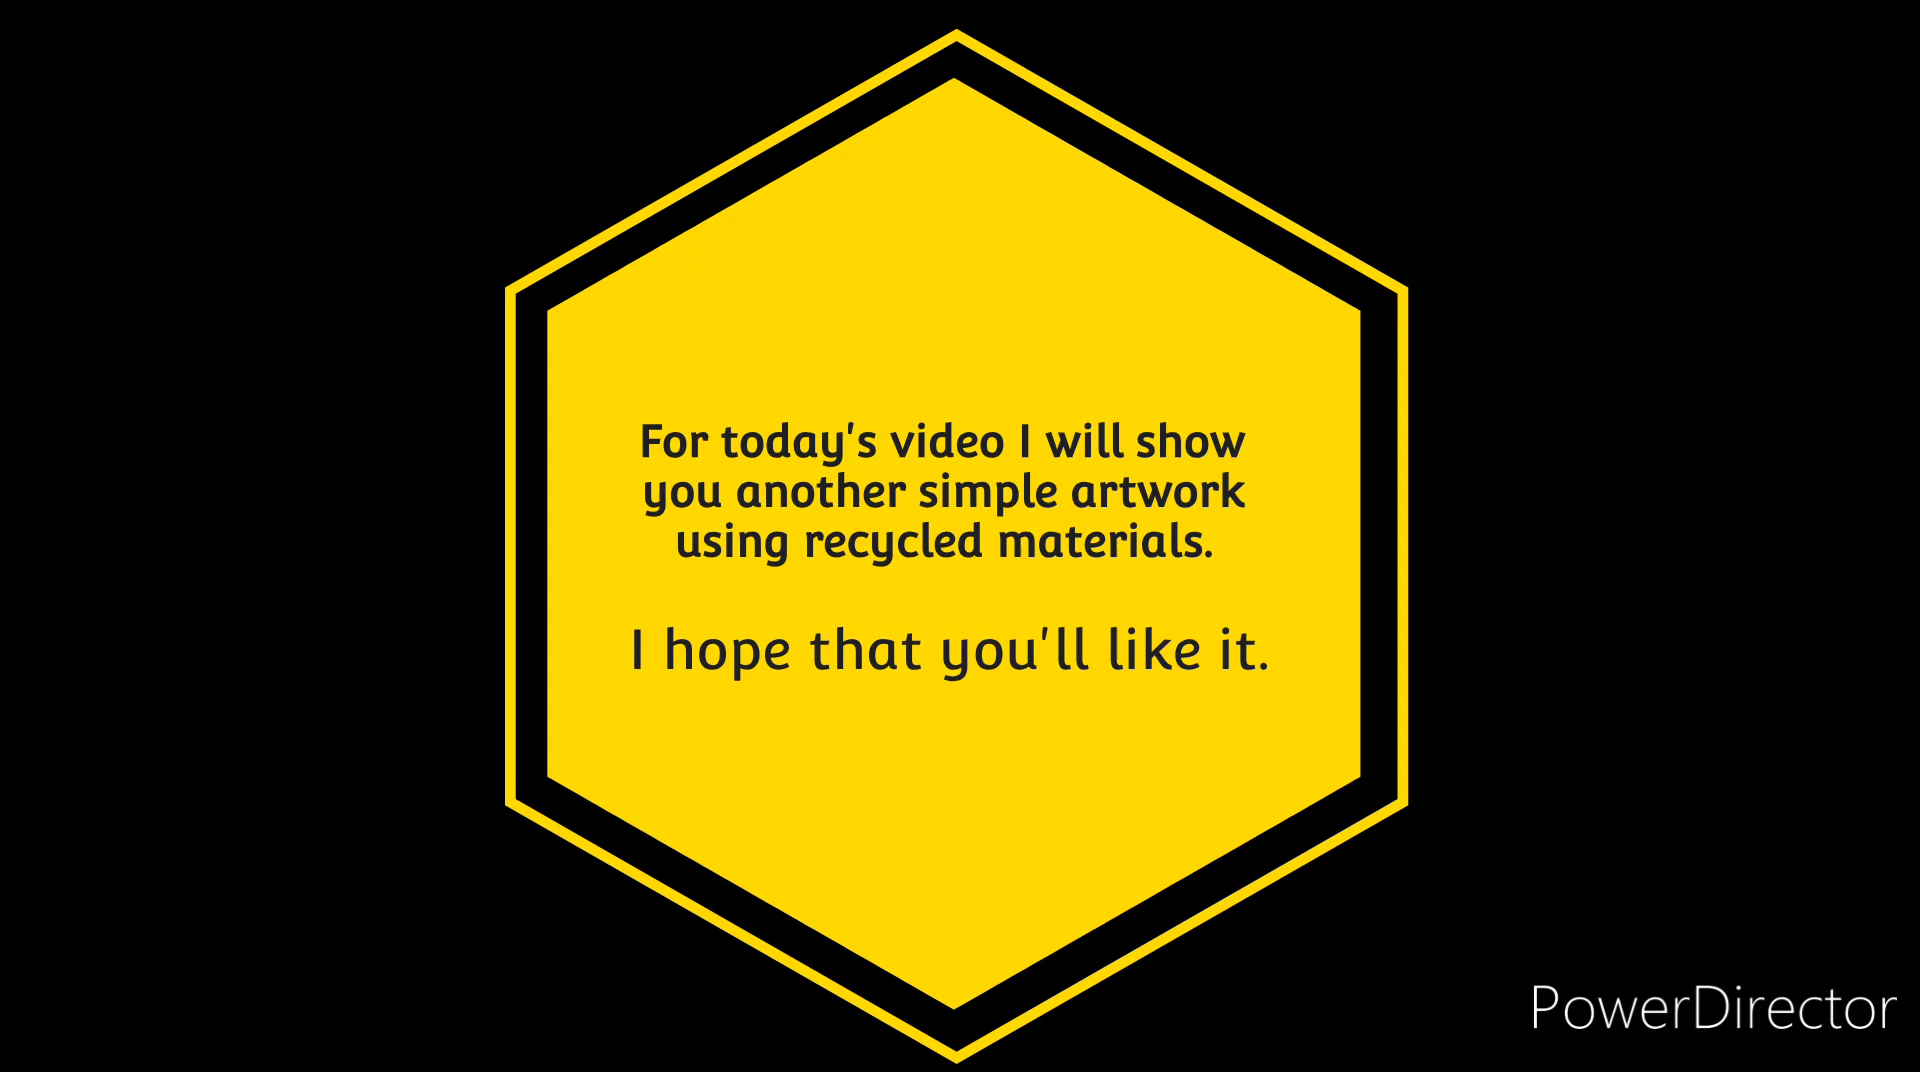 For today's video I will show
you another simple artwork
using recycled materials.
I hope that you'll like it.
PowerDirector